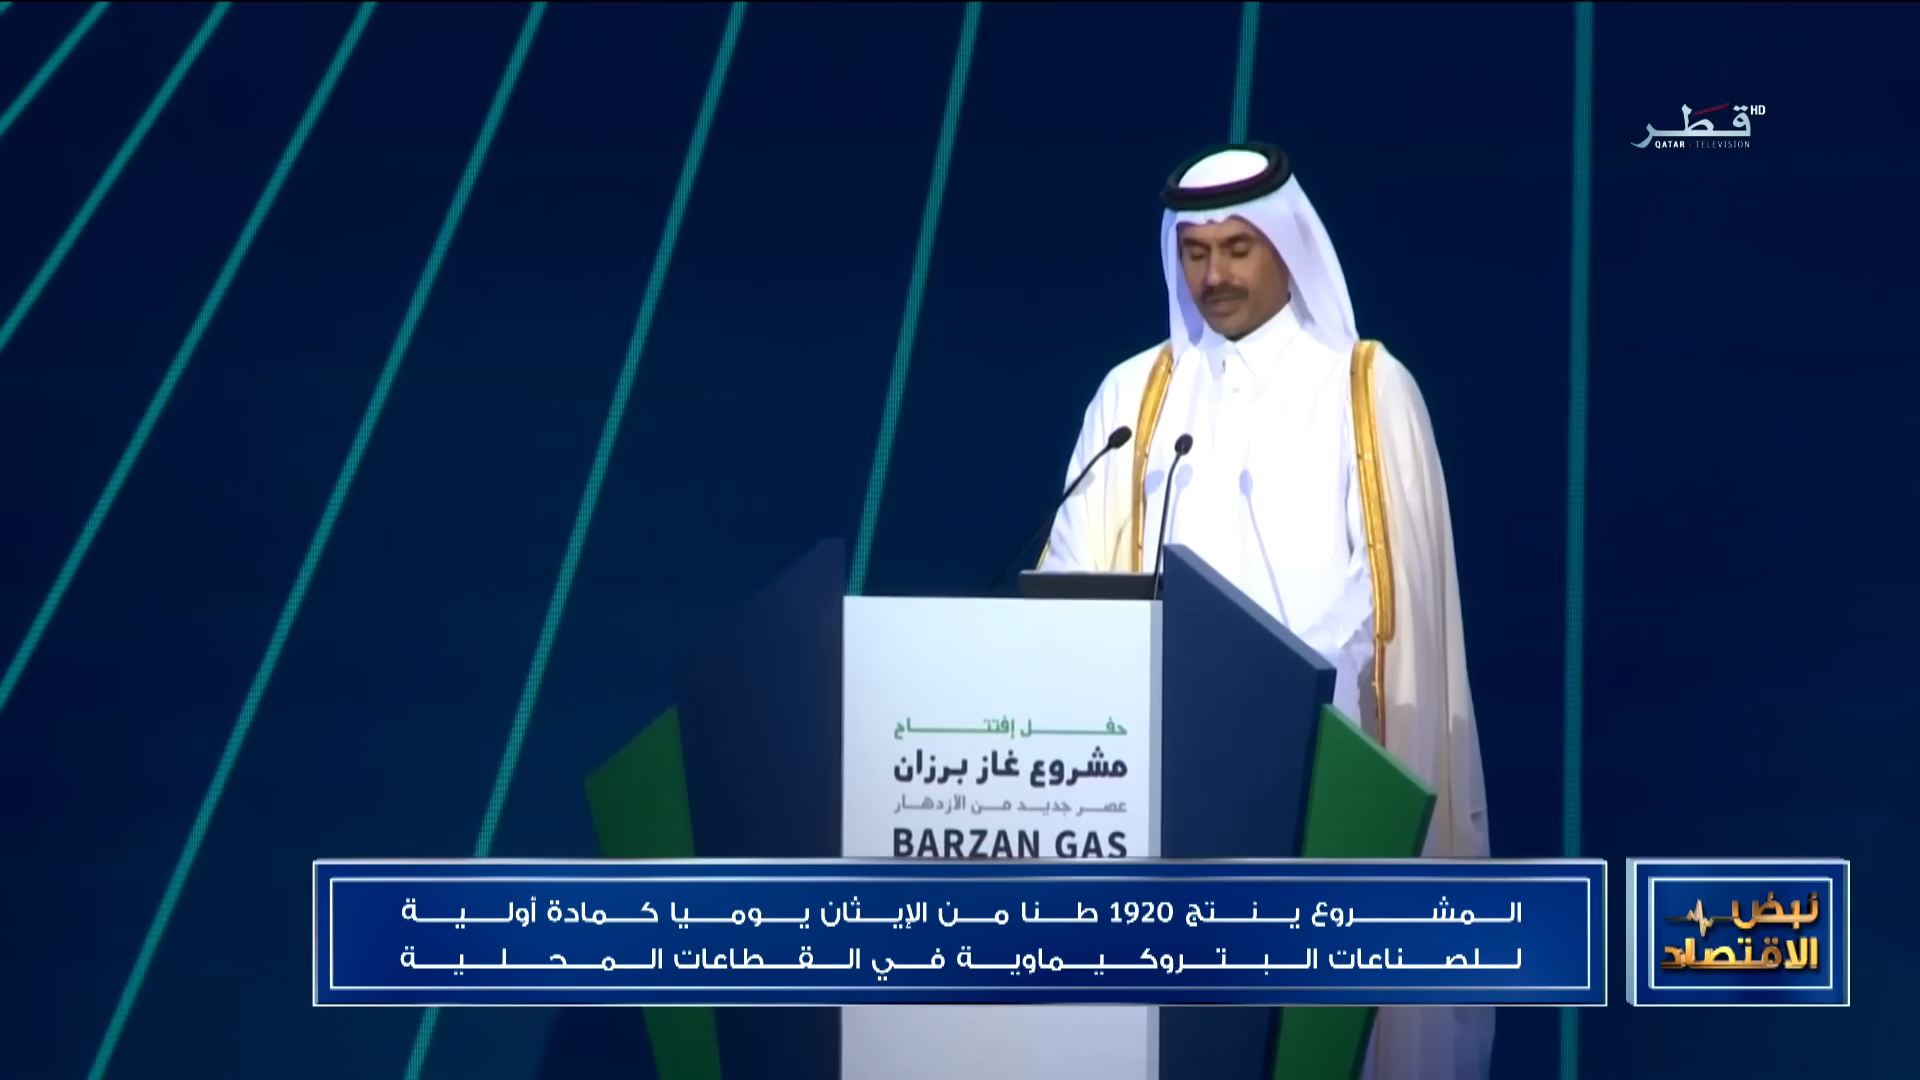 قطر HD
QATAR TELEVISION
حفل إفتتاح
مشروع غاز برزان
عصر جديد من الازدهار
BARZAN GAS
المشروع ينتج 1920 طنا من الإيثان يوميا كمادة أولية
للصناعات البتروكيماوية في القطاعات المحلية
نبض
الاقتصاد